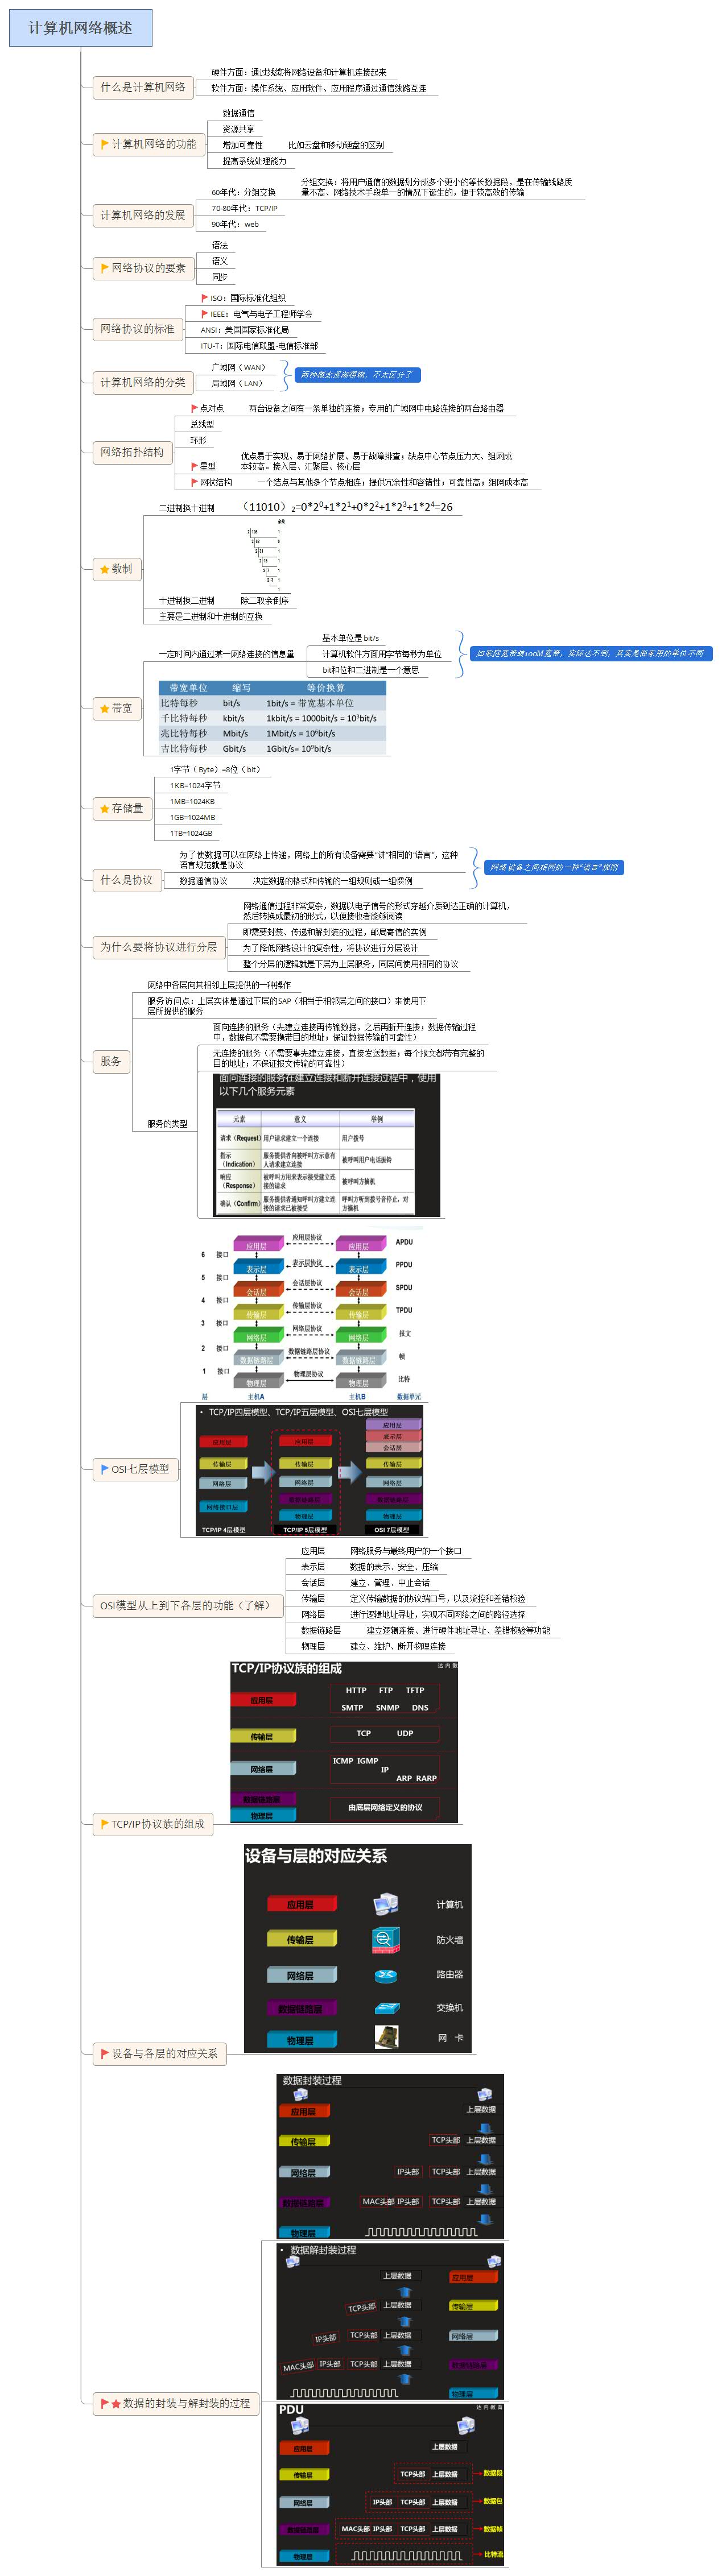 计算机网络概述
什么是计算机网络
硬件方面：通过线缆将网络设备和计算机连接起来
软件方面：操作系统、应用软件、应用程序通过通信线路互连
计算机网络的功能
数据通信
资源共享
增加可靠性 比如云盘和移动硬盘的区别
提高系统处理能力
计算机网络的发展
60年代：分组交换
分组交换：将用户通信的数据划分成多个更小的等长数据段，是在传输线路质
量不高、网络技术手段单一的情况下诞生的，便于较高效的传输
70-80年代：TCP/IP
90年代：web
网络协议的要素
语法
语义
同步
网络协议的标准
ISO：国际标准化组织
IEEE：电气与电子工程师学会
ANSI：美国国家标准化局
ITU-T：国际电信联盟-电信标准部
计算机网络的分类
广域网（WAN）
局域网（LAN）
两种概念逐渐模糊，不太区分了
网络拓扑结构
点对点 两台设备之间有一条单独的连接；专用的广域网中电路连接的两台路由器
总线型
环形
星型
优点易于实现、易于网络扩展、易于故障排查；缺点中心节点压力大、组网成
本较高。接入层、汇聚层、核心层
网状结构 一个结点与其他多个节点相连；提供冗余性和容错性；可靠性高；组网成本高
数制
二进制换十进制 （11010）₂=0*2⁰+1*2¹+0*2²+1*2³+1*2⁴=26
十进制换二进制 除二取余倒序
主要是二进制和十进制的互换
带宽
一定时间内通过某一网络连接的信息量
基本单位是 bit/s
计算机软件方面用字节每秒为单位
bit和位和二进制是一个意思
如家庭宽带装100M宽带，实际达不到，其实是商家用的单位不同
带宽单位 缩写 等价换算
比特每秒 bit/s 1bit/s = 带宽基本单位
千比特每秒 kbit/s 1kbit/s = 1000bit/s = 10³bit/s
兆比特每秒 Mbit/s 1Mbit/s = 10⁶bit/s
吉比特每秒 Gbit/s 1Gbit/s= 10⁹bit/s
存储量
1字节（Byte）=8位（bit）
1KB=1024字节
1MB=1024KB
1GB=1024MB
1TB=1024GB
什么是协议
为了使数据可以在网络上传递，网络上的所有设备需要“讲”相同的“语言”，这种
语言规范就是协议
数据通信协议 决定数据的格式和传输的一组规则或一组惯例
网络设备之间相同的一种“语言”规则
为什么要将协议进行分层
网络通信过程非常复杂，数据以电子信号的形式穿越介质到达正确的计算机，
然后转换成最初的形式，以便接收者能够阅读
即需要封装、传递和解封装的过程，邮局寄信的实例
为了降低网络设计的复杂性，将协议进行分层设计
整个分层的逻辑就是下层为上层服务，同层间使用相同的协议
服务
网络中各层向其相邻上层提供的一种操作
服务访问点：上层实体是通过下层的SAP（相当于相邻层之间的接口）来使用下
层所提供的服务
服务的类型
面向连接的服务（先建立连接再传输数据，之后再断开连接；数据传输过程
中，数据包不需要携带目的地址；保证数据传输的可靠性）
无连接的服务（不需要事先建立连接，直接发送数据；每个报文都带有完整的
目的地址；不保证报文传输的可靠性）
面向连接的服务在建立连接和断开连接过程中，使用
以下几个服务元素
元素 意义 举例
请求（Request） 用户请求建立一个连接 用户拨号
指示（Indication） 服务提供者向被呼叫方示意有人请求建立连接 被呼叫用户电话振铃
响应（Response） 被呼叫方用来表示接受建立连接的请求 被呼叫方摘机
确认（Confirm） 服务提供者通知呼叫方建立连接的请求已被接受 呼叫方听到拨号音停止，对方摘机
应用层 应用层协议 应用层 APDU
6 接口
表示层 表示层协议 表示层 PPDU
5 接口
会话层 会话层协议 会话层 SPDU
4 接口
传输层 传输层协议 传输层 TPDU
3 接口
网络层 网络层协议 网络层 报文
2 接口
数据链路层 数据链路层协议 数据链路层 帧
1 接口
物理层 物理层协议 物理层 比特
层 主机A 主机B 数据单元
OSI七层模型
• TCP/IP四层模型、TCP/IP五层模型、OSI七层模型
应用层
表示层
会话层
应用层 应用层
传输层 传输层 传输层
网络层 网络层 网络层
网络接口层 数据链路层 数据链路层
物理层 物理层
TCP/IP 4层模型 TCP/IP 5层模型 OSI 7层模型
OSI模型从上到下各层的功能（了解）
应用层 网络服务与最终用户的一个接口
表示层 数据的表示、安全、压缩
会话层 建立、管理、中止会话
传输层 定义传输数据的协议端口号，以及流控和差错校验
网络层 进行逻辑地址寻址，实现不同网络之间的路径选择
数据链路层 建立逻辑连接、进行硬件地址寻址、差错校验等功能
物理层 建立、维护、断开物理连接
TCP/IP协议族的组成
TCP/IP协议族的组成
应用层 HTTP FTP TFTP
SMTP SNMP DNS
传输层 TCP UDP
网络层 ICMP IGMP
IP
ARP RARP
数据链路层
物理层
由底层网络定义的协议
设备与各层的对应关系
设备与层的对应关系
应用层 计算机
传输层 防火墙
网络层 路由器
数据链路层 交换机
物理层 网 卡
数据的封装与解封装的过程
数据封装过程
应用层 上层数据
传输层 TCP头部 上层数据
网络层 IP头部 TCP头部 上层数据
数据链路层 MAC头部 IP头部 TCP头部 上层数据
物理层
• 数据解封装过程
上层数据 应用层
TCP头部 上层数据 传输层
IP头部 TCP头部 上层数据 网络层
MAC头部 IP头部 TCP头部 上层数据 数据链路层
物理层
PDU
应用层 上层数据
传输层 TCP头部 上层数据 数据段
网络层 IP头部 TCP头部 上层数据 数据包
数据链路层 MAC头部 IP头部 TCP头部 上层数据 数据帧
物理层 比特流